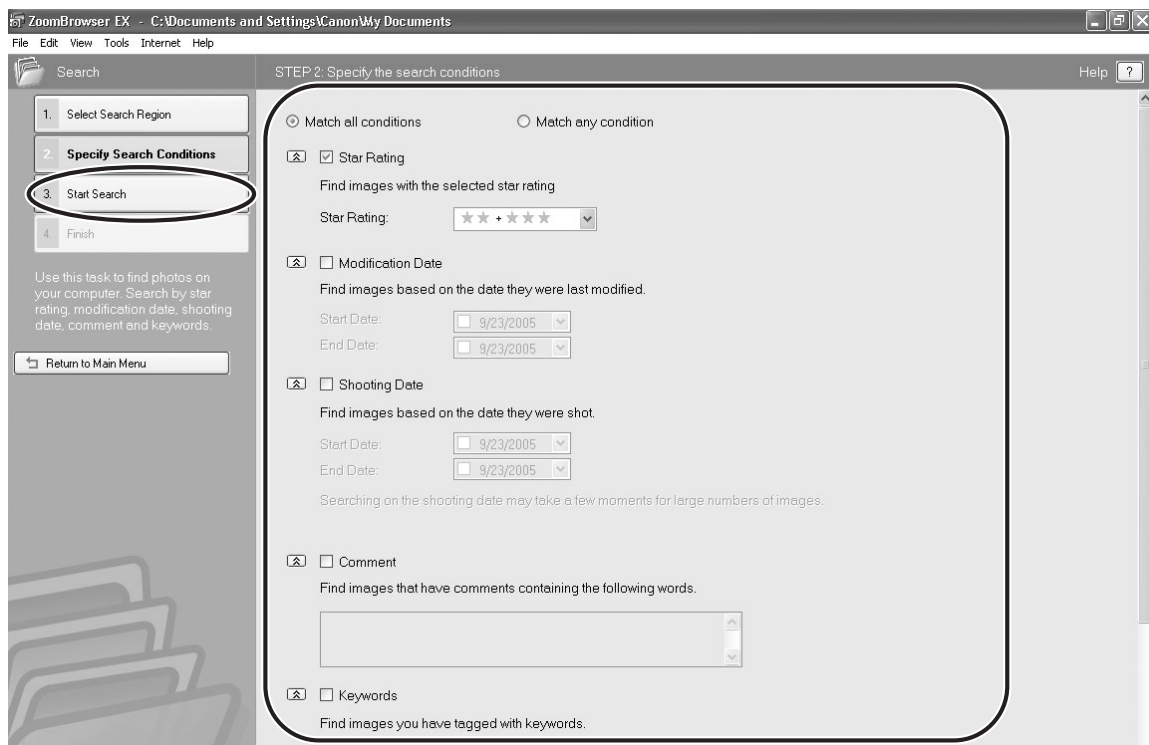 ZoomBrowser EX - C:\Documents and Settings\Canon\My Documents
File Edit View Tools Internet Help
Search
STEP 2: Specify the search conditions
Help ?
1. Select Search Region
2. Specify Search Conditions
3. Start Search
4. Finish
Use this task to find photos on
your computer. Search by star
rating, modification date, shooting
date, comment and keywords.
Return to Main Menu
Match all conditions Match any condition
Star Rating
Find images with the selected star rating
Star Rating: ★★ + ★★★
Modification Date
Find images based on the date they were last modified.
Start Date: 9/23/2005
End Date: 9/23/2005
Shooting Date
Find images based on the date they were shot.
Start Date: 9/23/2005
End Date: 9/23/2005
Searching on the shooting date may take a few moments for large numbers of images.
Comment
Find images that have comments containing the following words.
Keywords
Find images you have tagged with keywords.